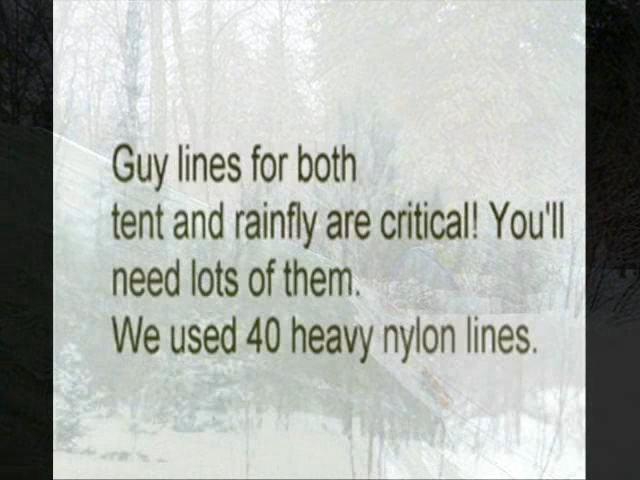 Guy lines for both
tent and rainfly are critical! You'll
need lots of them.
We used 40 heavy nylon lines.